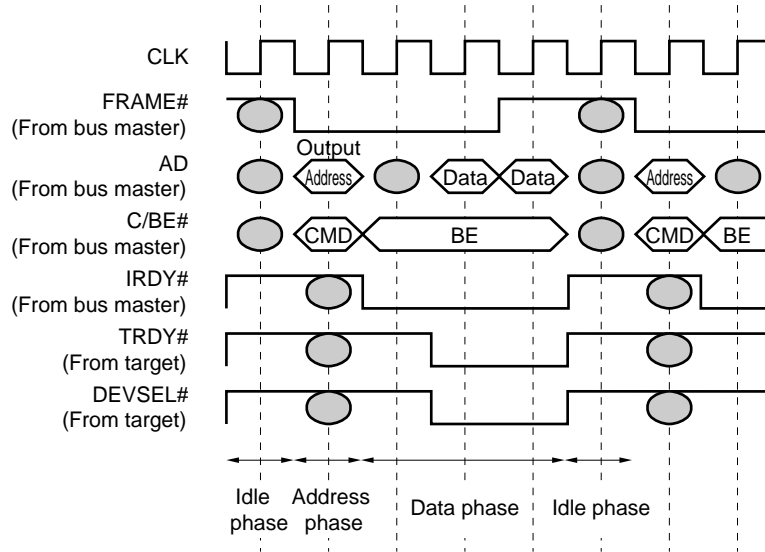 CLK
FRAME#
(From bus master)
Output
AD
(From bus master)
Address
Data
Data
Address
C/BE#
(From bus master)
CMD
BE
CMD
BE
IRDY#
(From bus master)
TRDY#
(From target)
DEVSEL#
(From target)
Idle
phase
Address
phase
Data phase
Idle phase